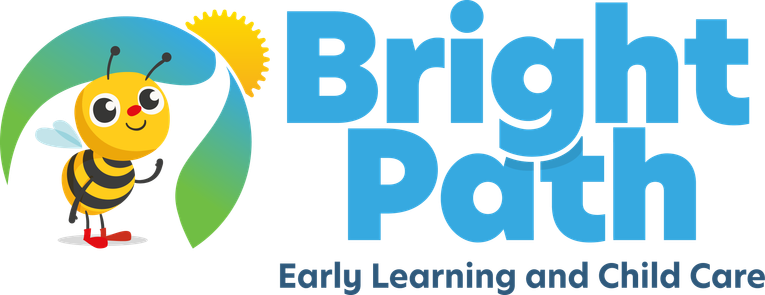 Bright
Path
Early Learning and Child Care